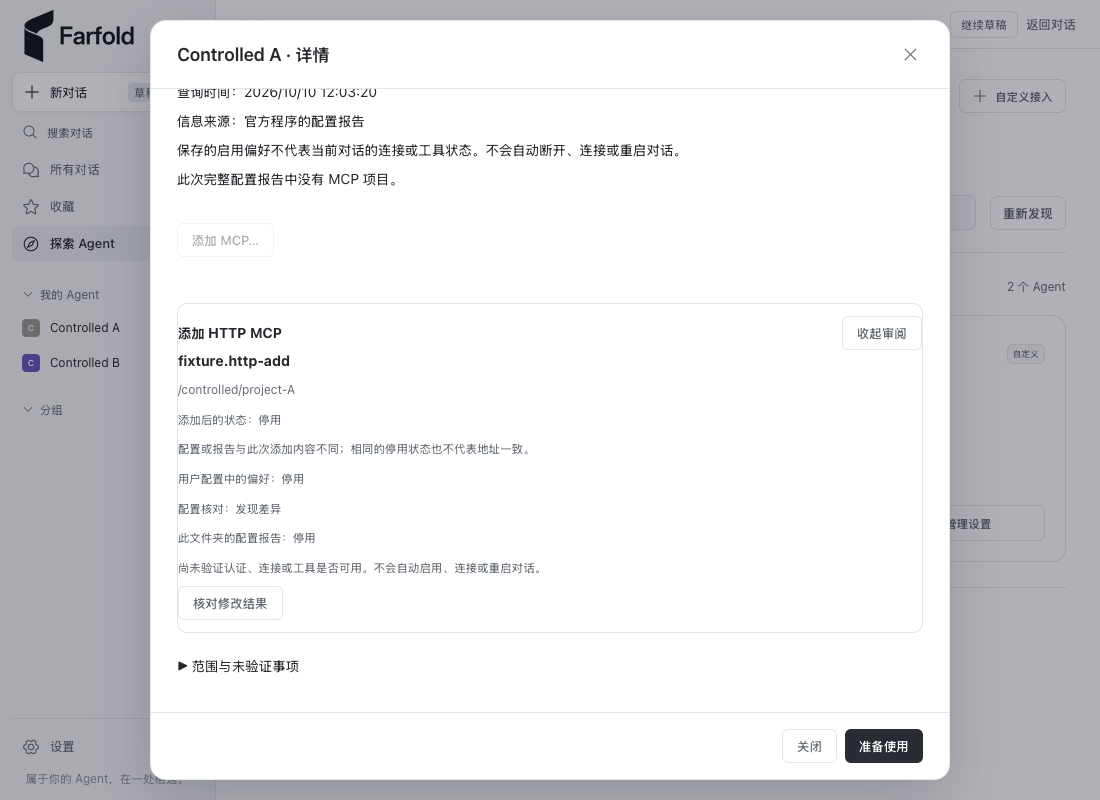 Farfold
继续草稿
返回对话
新对话
搜索对话
所有对话
收藏
探索 Agent
我的 Agent
C
Controlled A
C
Controlled B
分组
设置
属于你的 Agent，在一处相遇。
自定义接入
重新发现
2 个 Agent
自定义
管理设置
Controlled A · 详情
查询时间：2026/10/10 12:03:20
信息来源：官方程序的配置报告
保存的启用偏好不代表当前对话的连接或工具状态。不会自动断开、连接或重启对话。
此次完整配置报告中没有 MCP 项目。
添加 MCP...
添加 HTTP MCP
收起审阅
fixture.http-add
/controlled/project-A
添加后的状态：停用
配置或报告与此次添加内容不同；相同的停用状态也不代表地址一致。
用户配置中的偏好：停用
配置核对：发现差异
此文件夹的配置报告：停用
尚未验证认证、连接或工具是否可用。不会自动启用、连接或重启对话。
核对修改结果
范围与未验证事项
关闭
准备使用